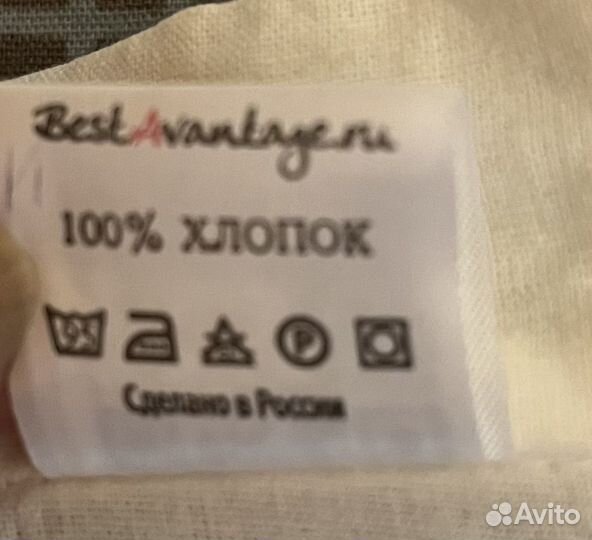 BestAvantage.ru
100% ХЛОПОК
95 P
Сделано в России
Avito